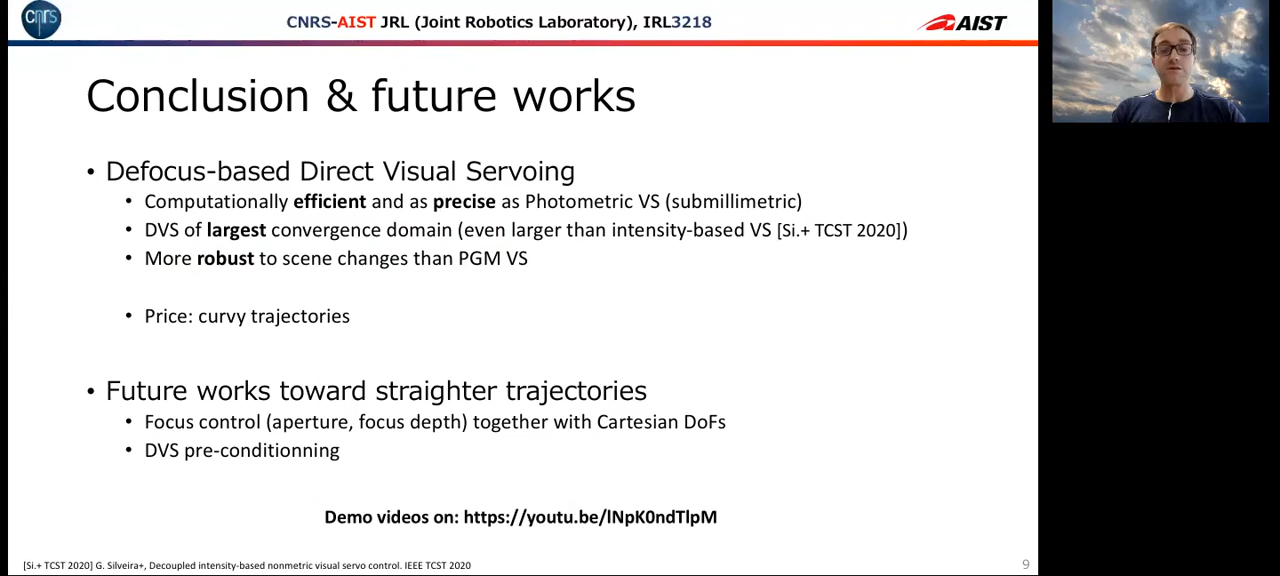 cnrs
CNRS-AIST JRL (Joint Robotics Laboratory), IRL3218
AIST
Conclusion & future works
• Defocus-based Direct Visual Servoing
• Computationally efficient and as precise as Photometric VS (submillimetric)
• DVS of largest convergence domain (even larger than intensity-based VS [Si.+ TCST 2020])
• More robust to scene changes than PGM VS
• Price: curvy trajectories
• Future works toward straighter trajectories
• Focus control (aperture, focus depth) together with Cartesian DoFs
• DVS pre-conditionning
Demo videos on: https://youtu.be/lNpK0ndTlpM
[Si.+ TCST 2020] G. Silveira+, Decoupled intensity-based nonmetric visual servo control. IEEE TCST 2020
9